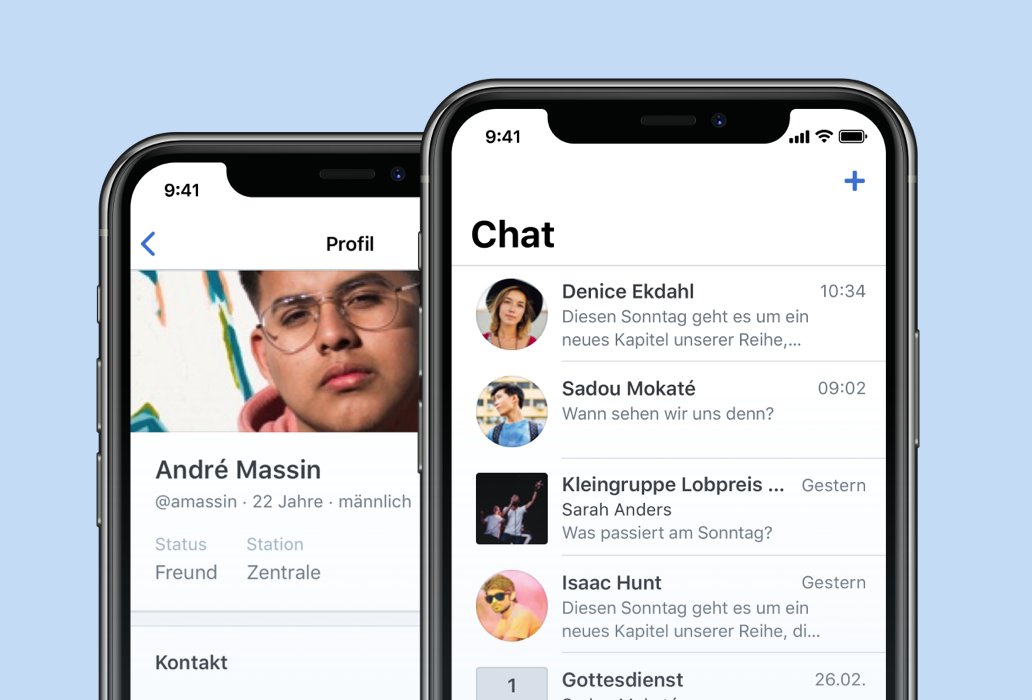 9:41
Profil
André Massin
@amassin · 22 Jahre · männlich
Status Station
Freund Zentrale
Kontakt
9:41
Chat
Denice Ekdahl 10:34
Diesen Sonntag geht es um ein
neues Kapitel unserer Reihe,...
Sadou Mokaté 09:02
Wann sehen wir uns denn?
Kleingruppe Lobpreis ... Gestern
Sarah Anders
Was passiert am Sonntag?
Isaac Hunt Gestern
Diesen Sonntag geht es um ein
neues Kapitel unserer Reihe, di...
1 Gottesdienst 26.02.